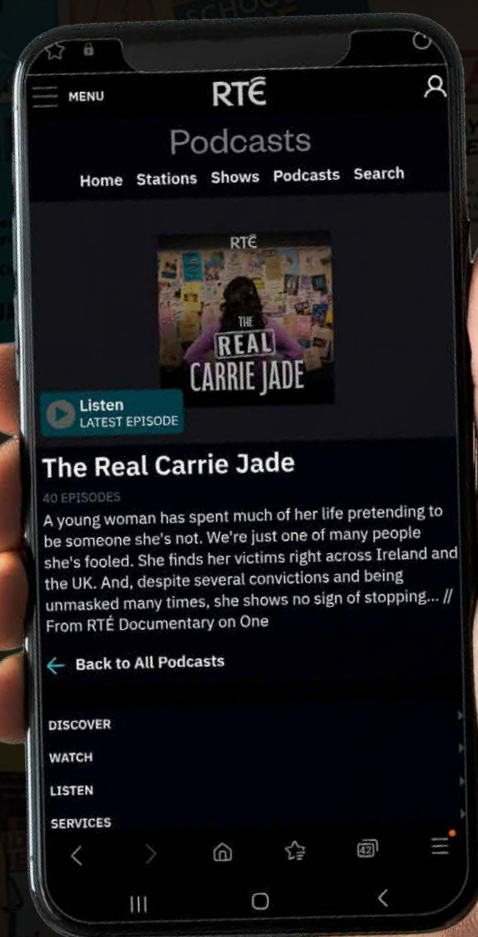 SCHOOL
MENU
RTÉ
Podcasts
Home Stations Shows Podcasts Search
RTÉ
THE
REAL
CARRIE JADE
Listen
LATEST EPISODE
The Real Carrie Jade
40 EPISODES
A young woman has spent much of her life pretending to
be someone she's not. We're just one of many people
she's fooled. She finds her victims right across Ireland and
the UK. And, despite several convictions and being
unmasked many times, she shows no sign of stopping... //
From RTÉ Documentary on One
← Back to All Podcasts
DISCOVER
WATCH
LISTEN
SERVICES
42